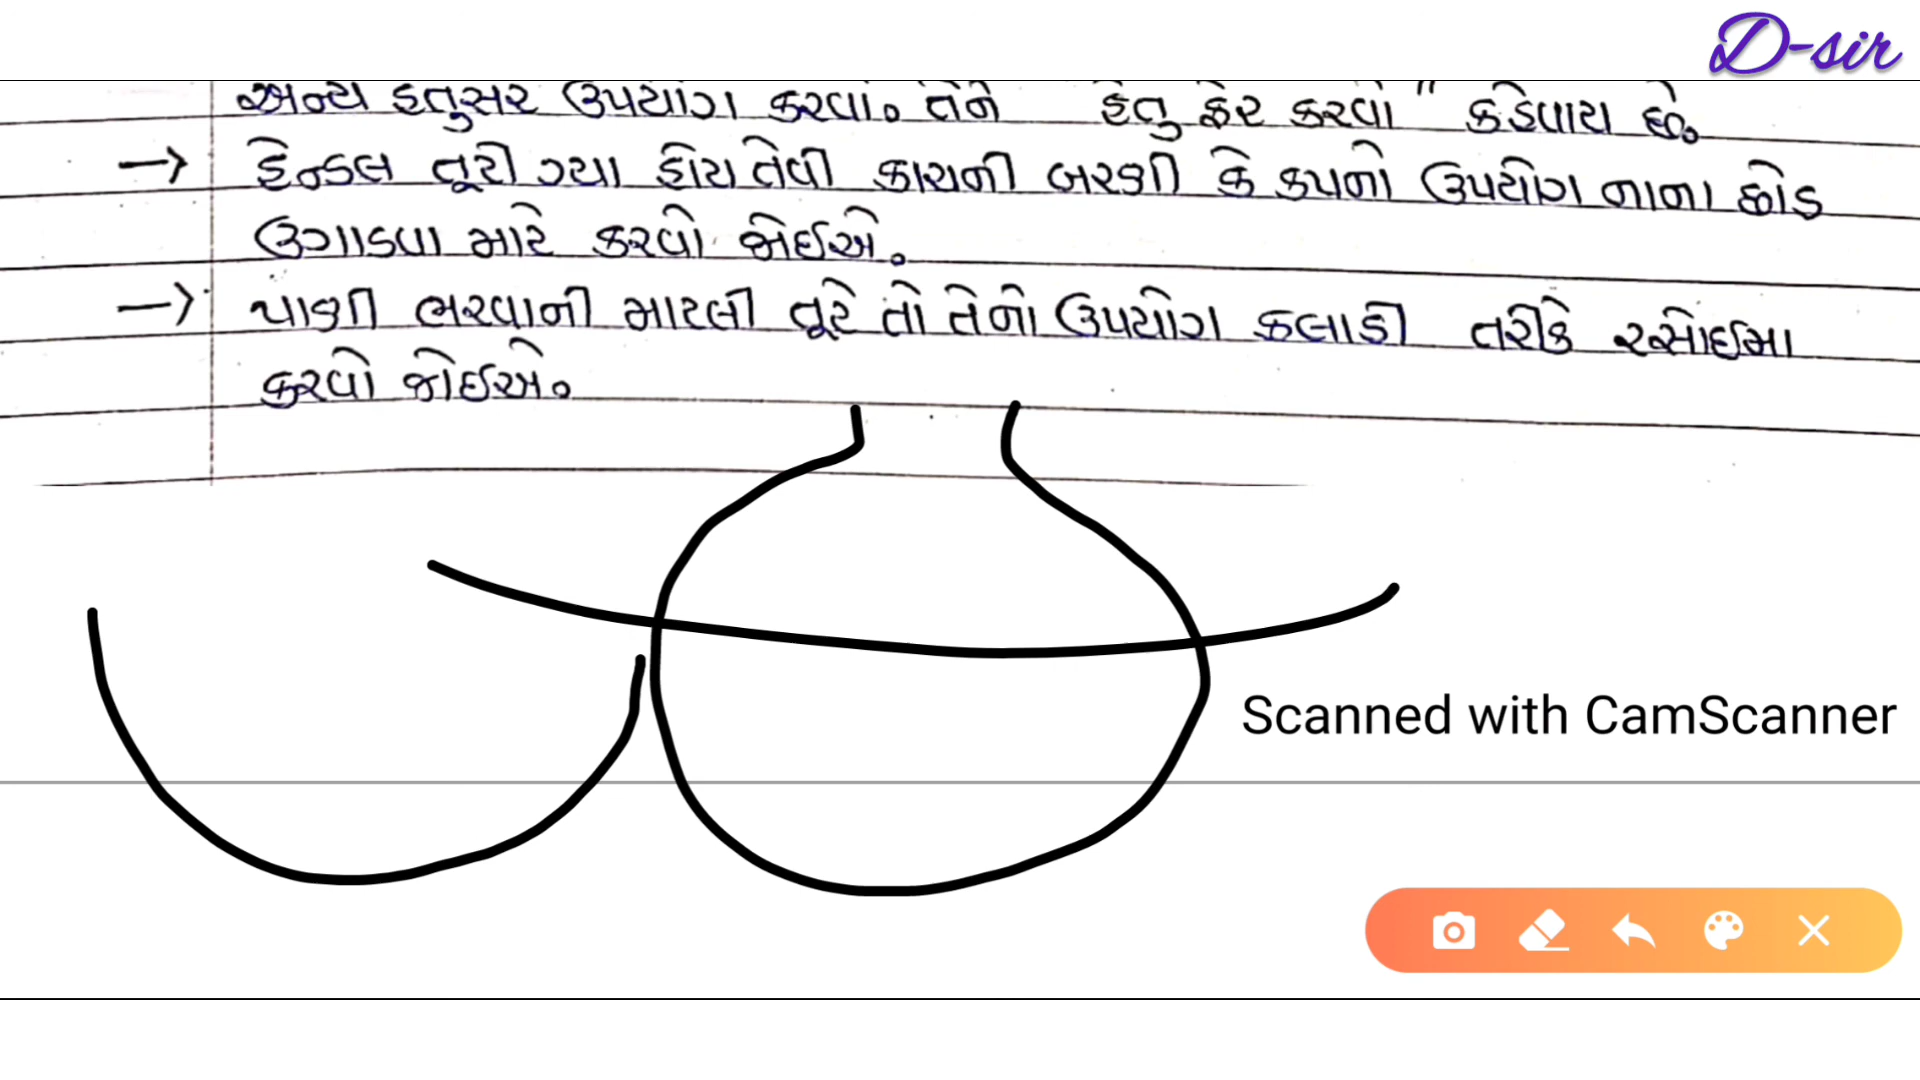 D-sir
અન્ય હેતુસર ઉપયોગ કરવો. તેને હેતુ ફેર કરવો" કહેવાય છે.
→ હેન્ડલ તૂટી ગયા હોય તેવી કાચની બરણી કે કપનો ઉપયોગ નાના છોડ
ઉગાડવા માટે કરવો જોઈએ.
→ પાણી ભરવાની માટલી તૂટે તો તેનો ઉપયોગ કલાડી તરીકે રસોઈમા
કરવો જોઈએ.
Scanned with CamScanner